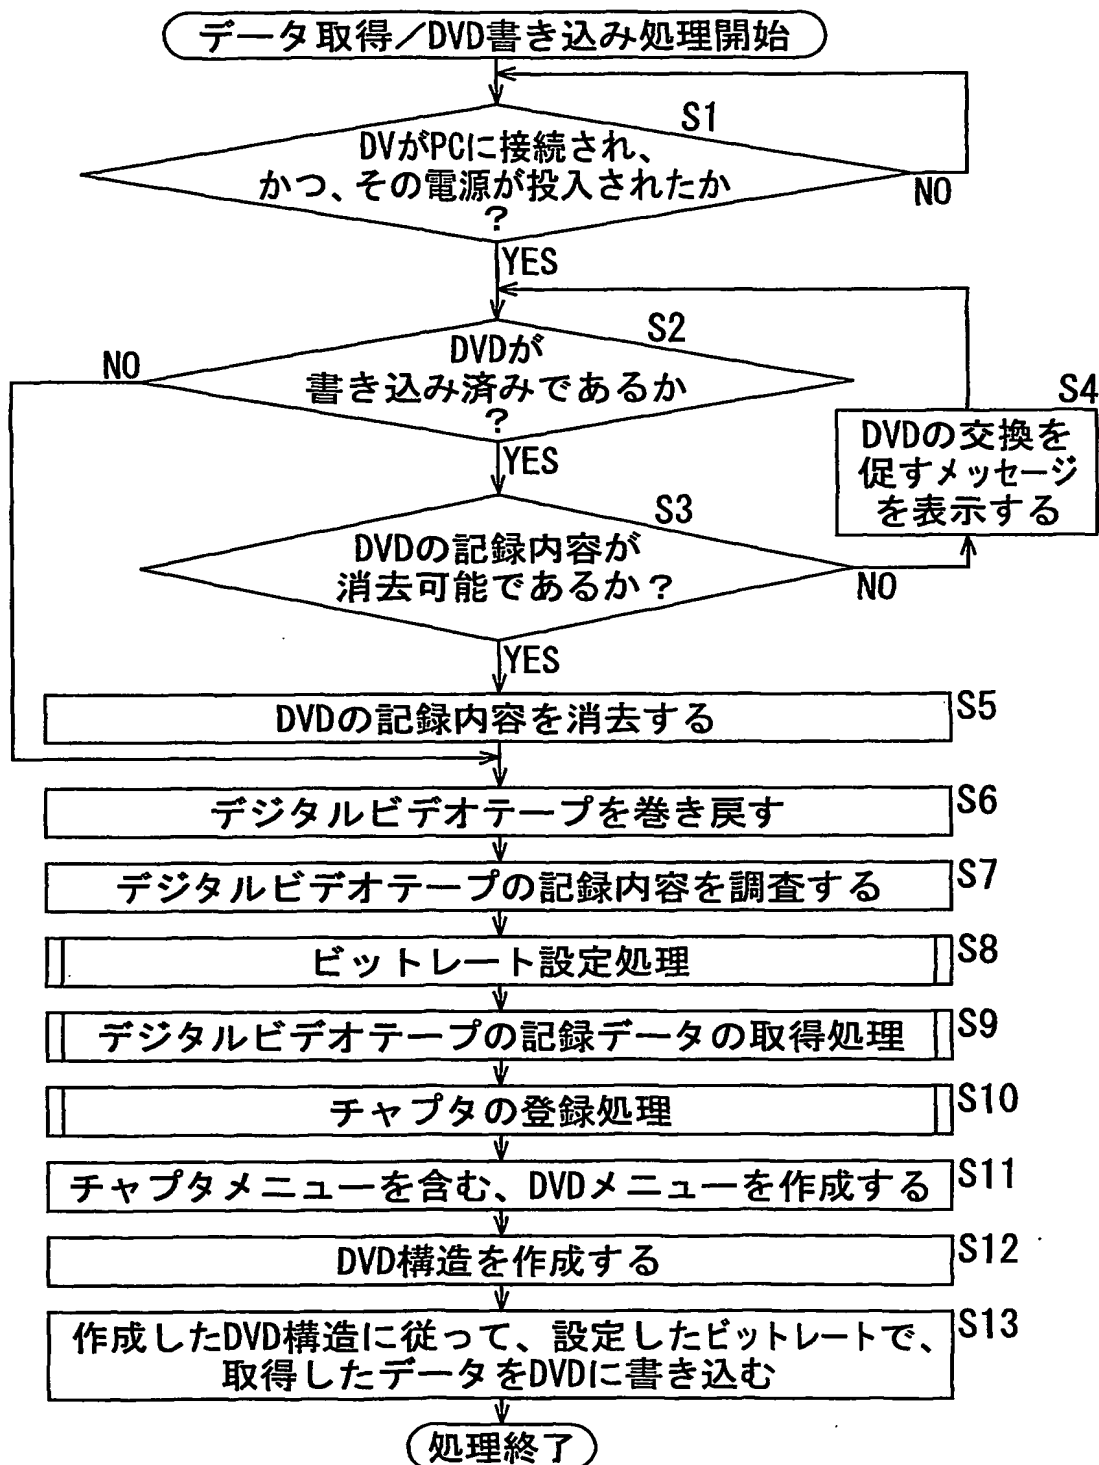 データ取得／DVD書き込み処理開始
S1
DVがPCに接続され、
かつ、その電源が投入されたか
？
NO
YES
S2
DVDが
書き込み済みであるか
？
NO
YES
S4
DVDの交換を
促すメッセージ
を表示する
S3
DVDの記録内容が
消去可能であるか？
NO
YES
DVDの記録内容を消去する
S5
デジタルビデオテープを巻き戻す
S6
デジタルビデオテープの記録内容を調査する
S7
ビットレート設定処理
S8
デジタルビデオテープの記録データの取得処理
S9
チャプタの登録処理
S10
チャプタメニューを含む、DVDメニューを作成する
S11
DVD構造を作成する
S12
作成したDVD構造に従って、設定したビットレートで、
取得したデータをDVDに書き込む
S13
処理終了